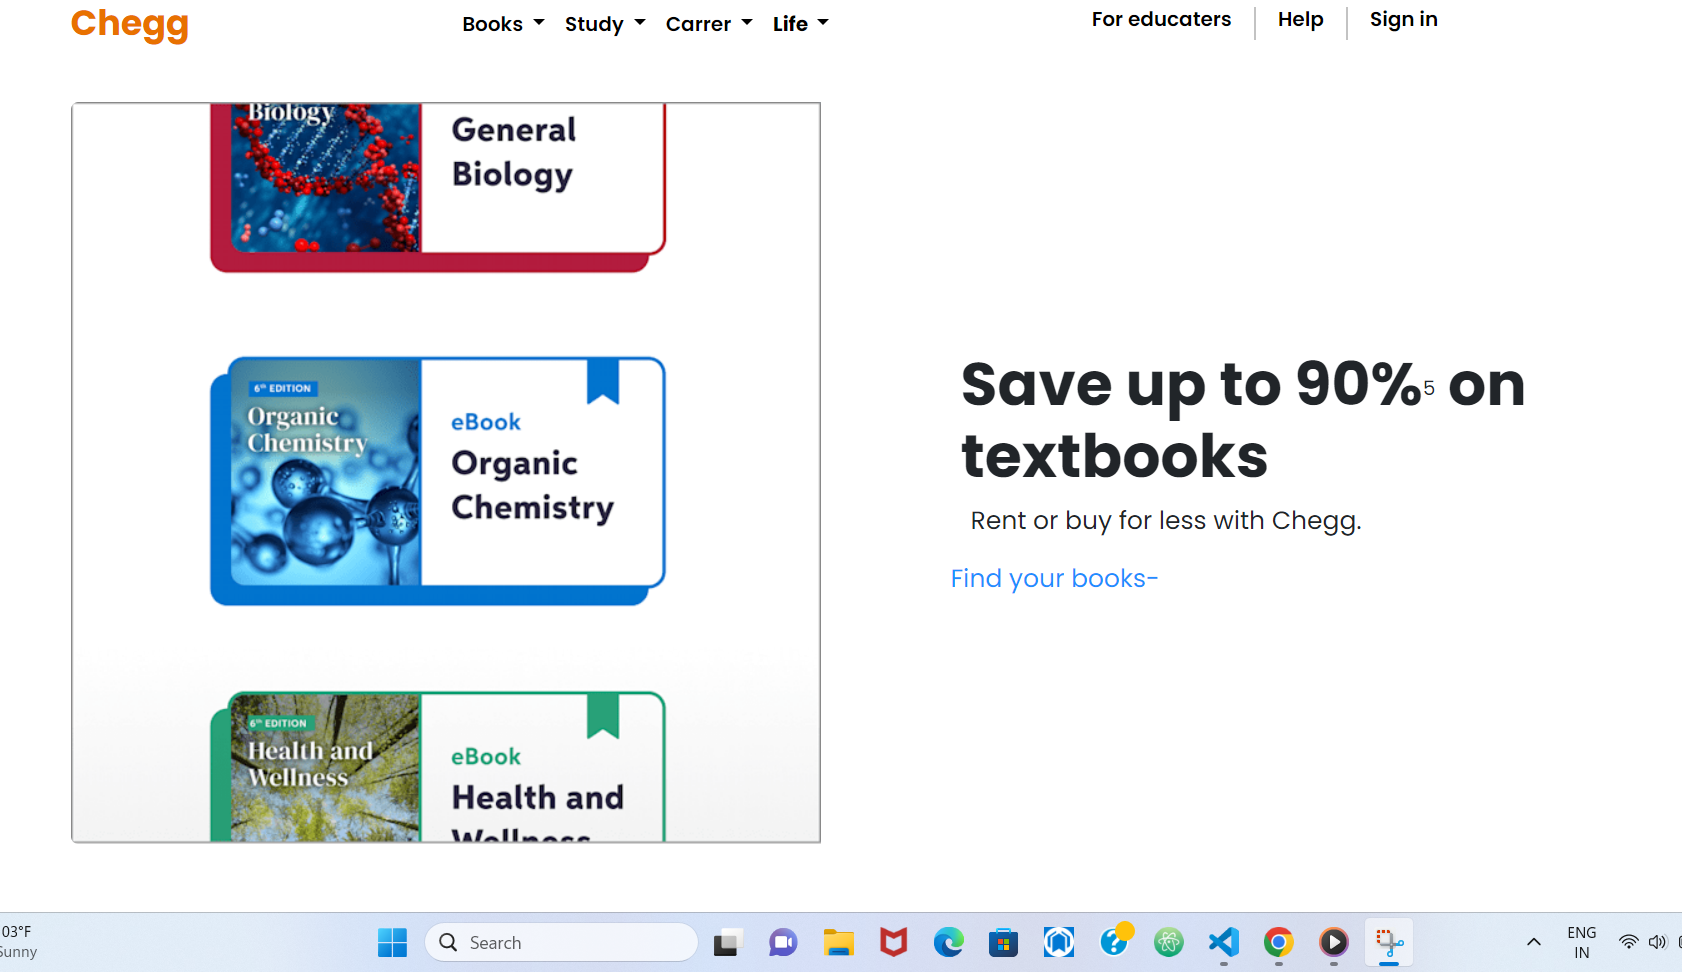 Chegg
Books
Study
Carrer
Life
For educaters
Help
Sign in
Biology
General
Biology
6th EDITION
Organic
Chemistry
eBook
Organic
Chemistry
6th EDITION
Health and
Wellness
eBook
Health and
Wellness
Save up to 90%5 on
textbooks
Rent or buy for less with Chegg.
Find your books-
03°F
Sunny
Search
ENG
IN